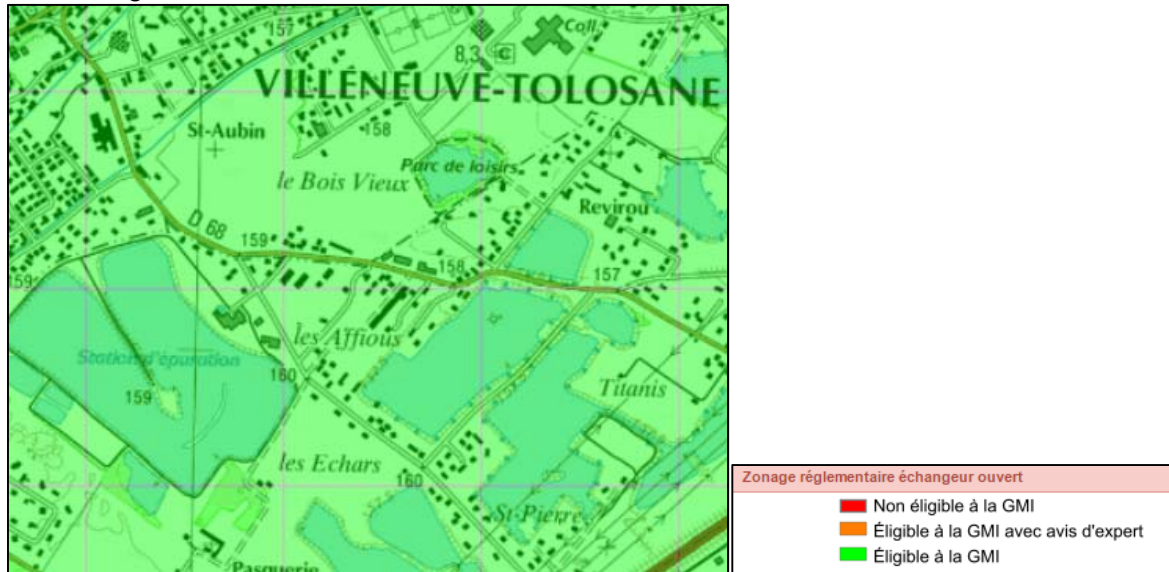 157
Coll.
8,3 C
VILLENEUVE-TOLOSANE
St-Aubin
158
Parc de loisirs
le Bois Vieux
Revirou
D 68
159
158
157
159
les Affious
Station d'épuration
160
Titanis
159
les Echars
160
St-Pierre
Pasquerie
Zonage réglementaire échangeur ouvert
Non éligible à la GMI
Éligible à la GMI avec avis d'expert
Éligible à la GMI